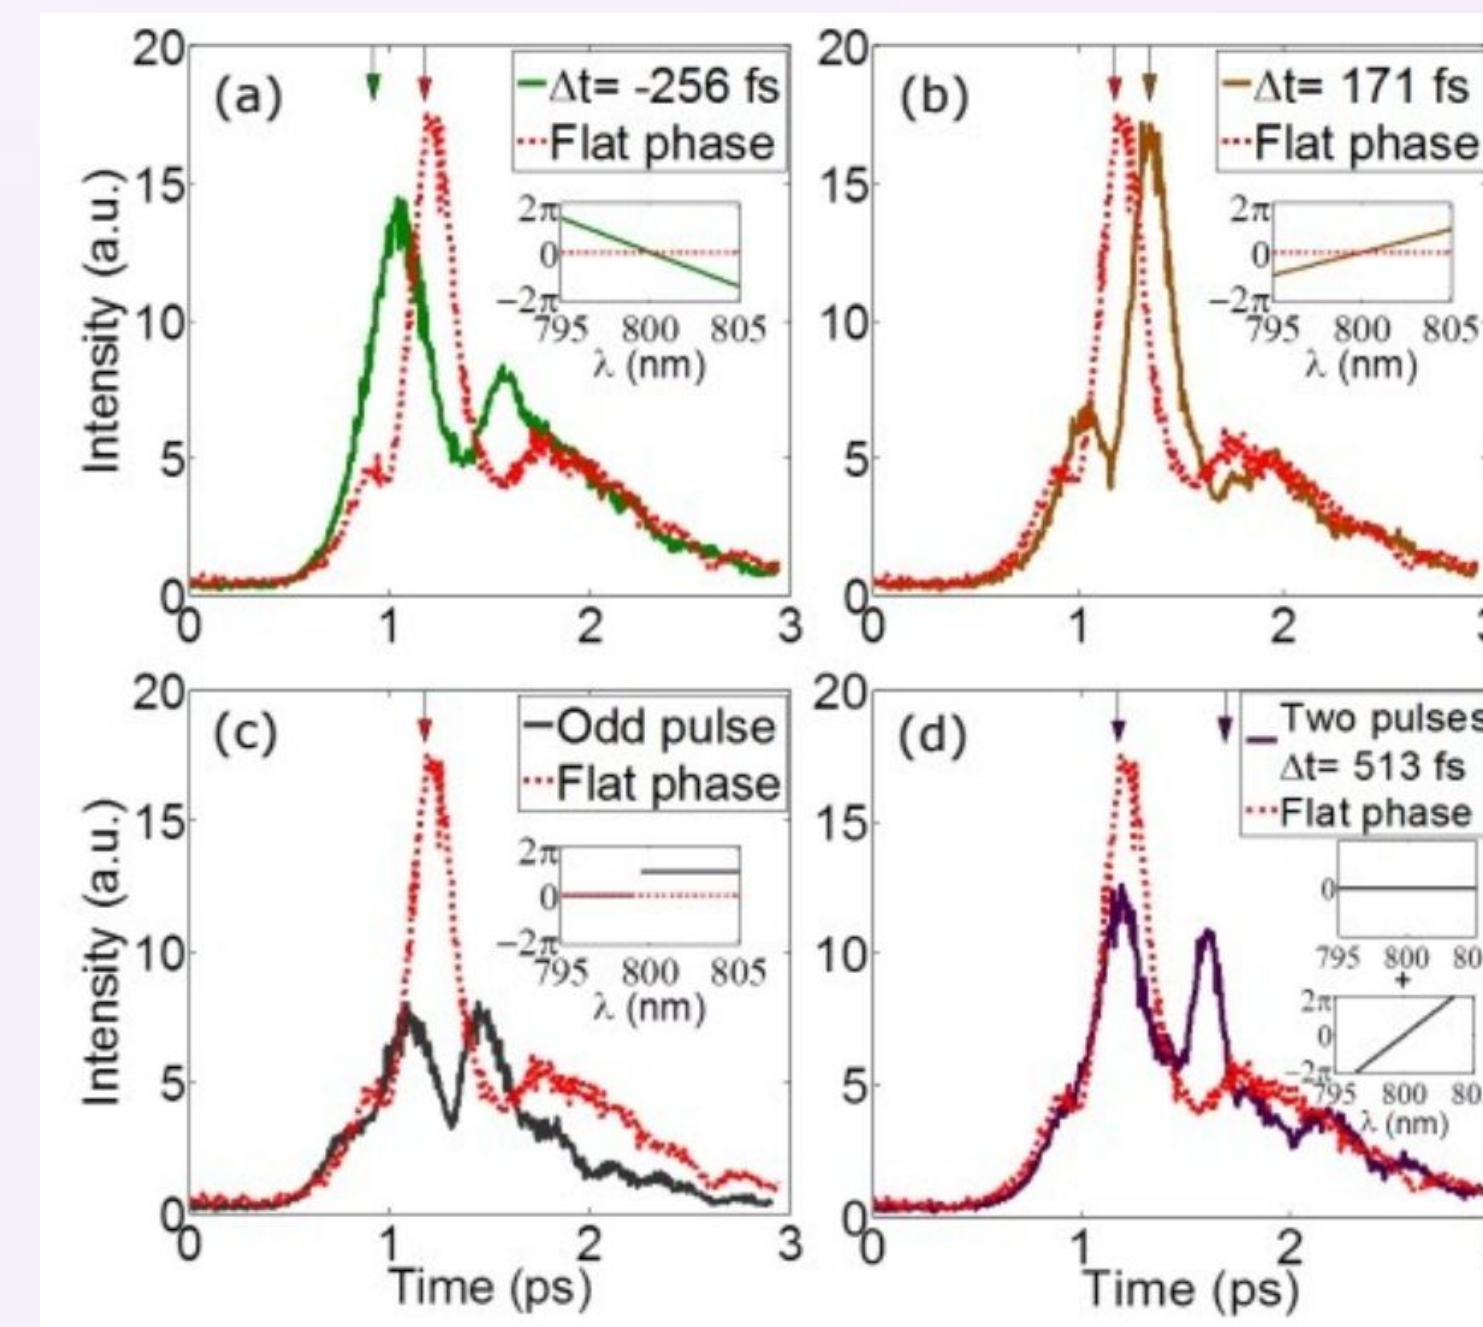 20
15
10
5
0
0
1
2
3
Intensity (a.u.)
(a)
Δt= -256 fs
Flat phase
2π
0
−2π
795 800 805
λ (nm)
20
15
10
5
0
0
1
2
(b)
Δt= 171 fs
Flat phase
2π
0
−2π
795 800 805
λ (nm)
20
15
10
5
0
0
1
2
3
Intensity (a.u.)
Time (ps)
(c)
Odd pulse
Flat phase
2π
0
−2π
795 800 805
λ (nm)
20
15
10
5
0
0
1
2
Time (ps)
(d)
Two pulses
Δt= 513 fs
Flat phase
0
795 800 80
+
2π
0
−2π
795 800 80
λ (nm)